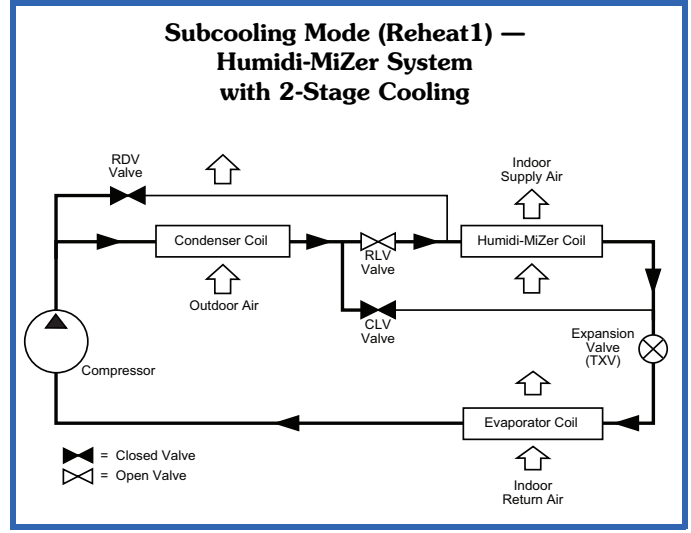 Subcooling Mode (Reheat1) —
Humidi-MiZer System
with 2-Stage Cooling
RDV
Valve
Indoor
Supply Air
Condenser Coil
RLV
Valve
Humidi-MiZer Coil
Outdoor Air
CLV
Valve
Expansion
Valve
(TXV)
Compressor
Evaporator Coil
= Closed Valve
= Open Valve
Indoor
Return Air